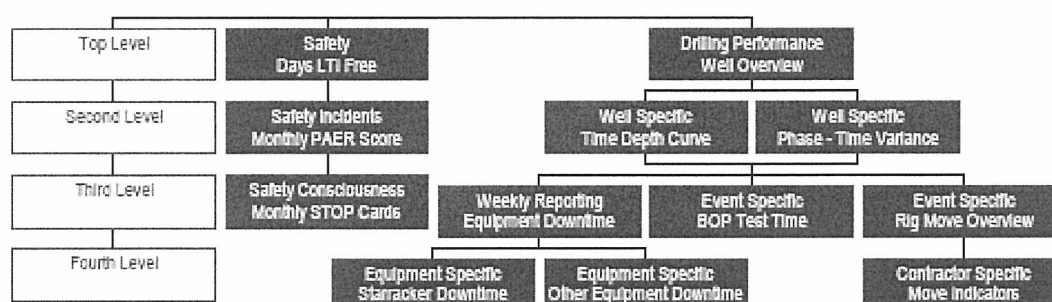 Top Level
Safety
Days LTI Free
Drilling Performance
Well Overview
Second Level
Safety Incidents
Monthly PAER Score
Well Specific
Time Depth Curve
Well Specific
Phase - Time Variance
Third Level
Safety Consciousness
Monthly STOP Cards
Weekly Reporting
Equipment Downtime
Event Specific
BOP Test Time
Event Specific
Rig Move Overview
Fourth Level
Equipment Specific
Starracker Downtime
Equipment Specific
Other Equipment Downtime
Contractor Specific
Move Indicators